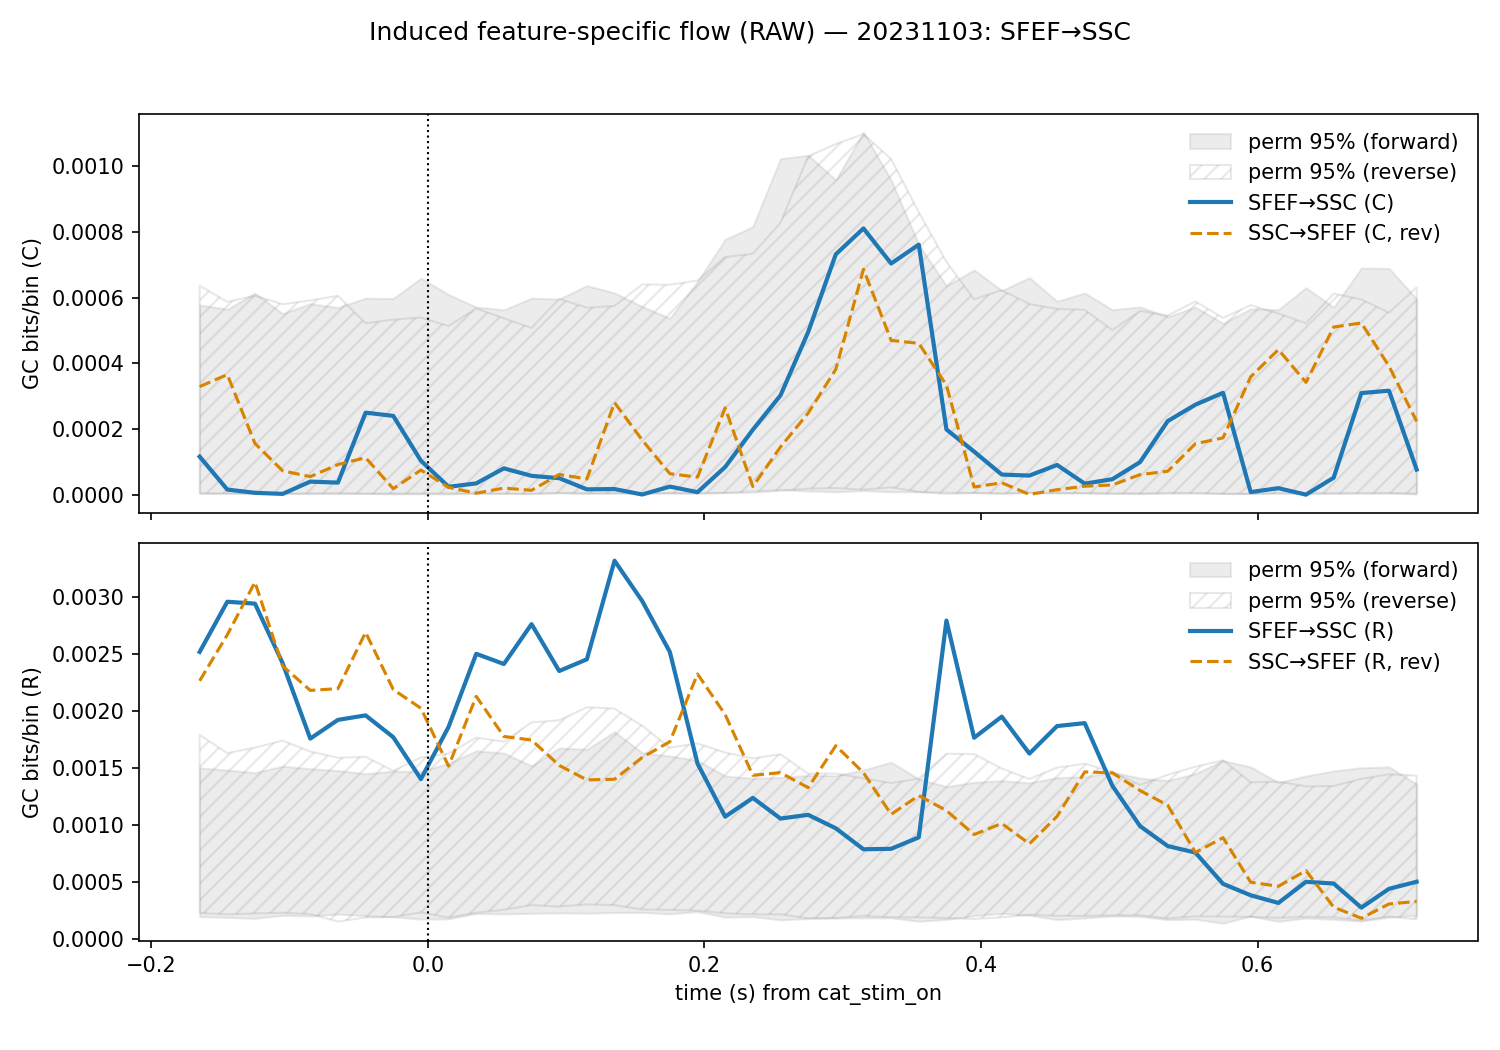 Induced feature-specific flow (RAW) — 20231103: SFEF→SSC
GC bits/bin (C)
0.0010
0.0008
0.0006
0.0004
0.0002
0.0000
perm 95% (forward)
perm 95% (reverse)
SFEF→SSC (C)
SSC→SFEF (C, rev)
GC bits/bin (R)
0.0030
0.0025
0.0020
0.0015
0.0010
0.0005
0.0000
perm 95% (forward)
perm 95% (reverse)
SFEF→SSC (R)
SSC→SFEF (R, rev)
−0.2 0.0 0.2 0.4 0.6
time (s) from cat_stim_on